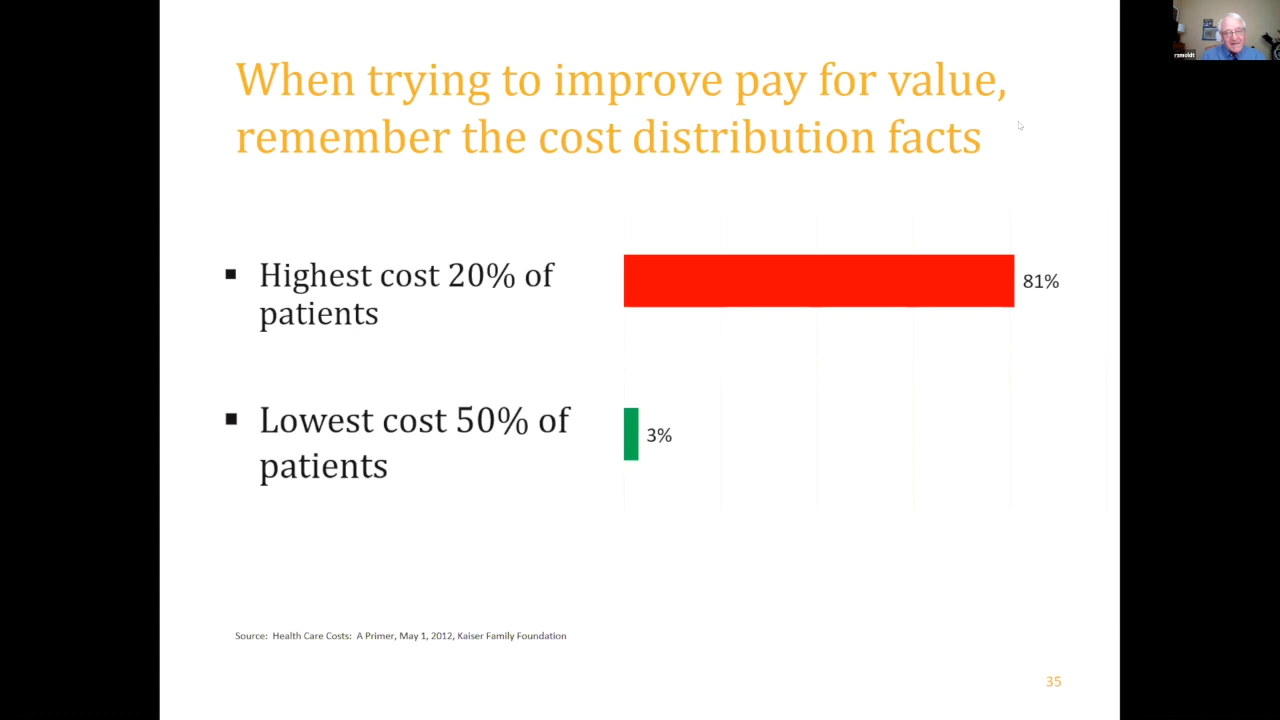 When trying to improve pay for value,
remember the cost distribution facts
▪ Highest cost 20% of
patients
81%
▪ Lowest cost 50% of
patients
3%
Source: Health Care Costs: A Primer, May 1, 2012, Kaiser Family Foundation
35
rsmoldt